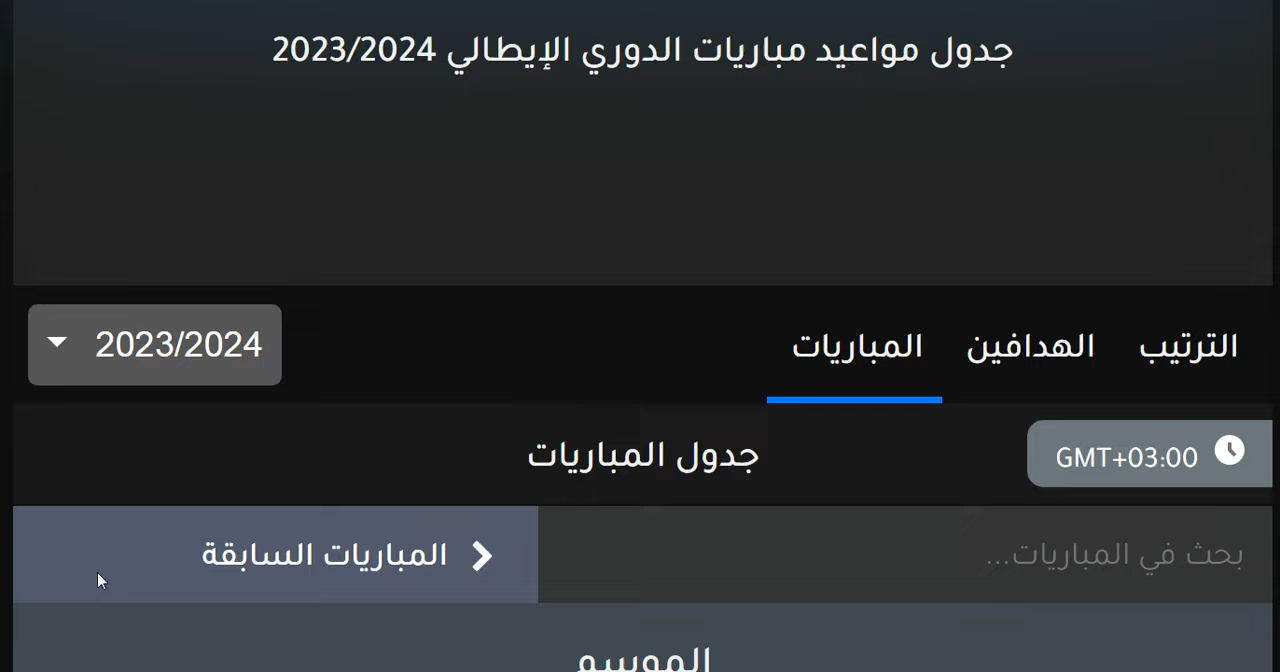 جدول مواعيد مباريات الدوري الإيطالي 2023/2024
الترتيب الهدافين المباريات 2023/2024
GMT+03:00 جدول المباريات
بحث في المباريات... المباريات السابقة
الموسم